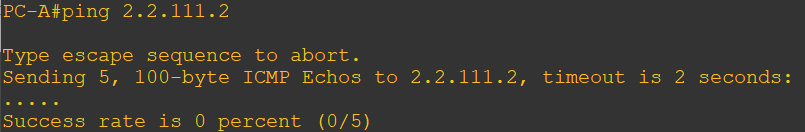 PC-A#ping 2.2.111.2
Type escape sequence to abort.
Sending 5, 100-byte ICMP Echos to 2.2.111.2, timeout is 2 seconds:
.....
Success rate is 0 percent (0/5)